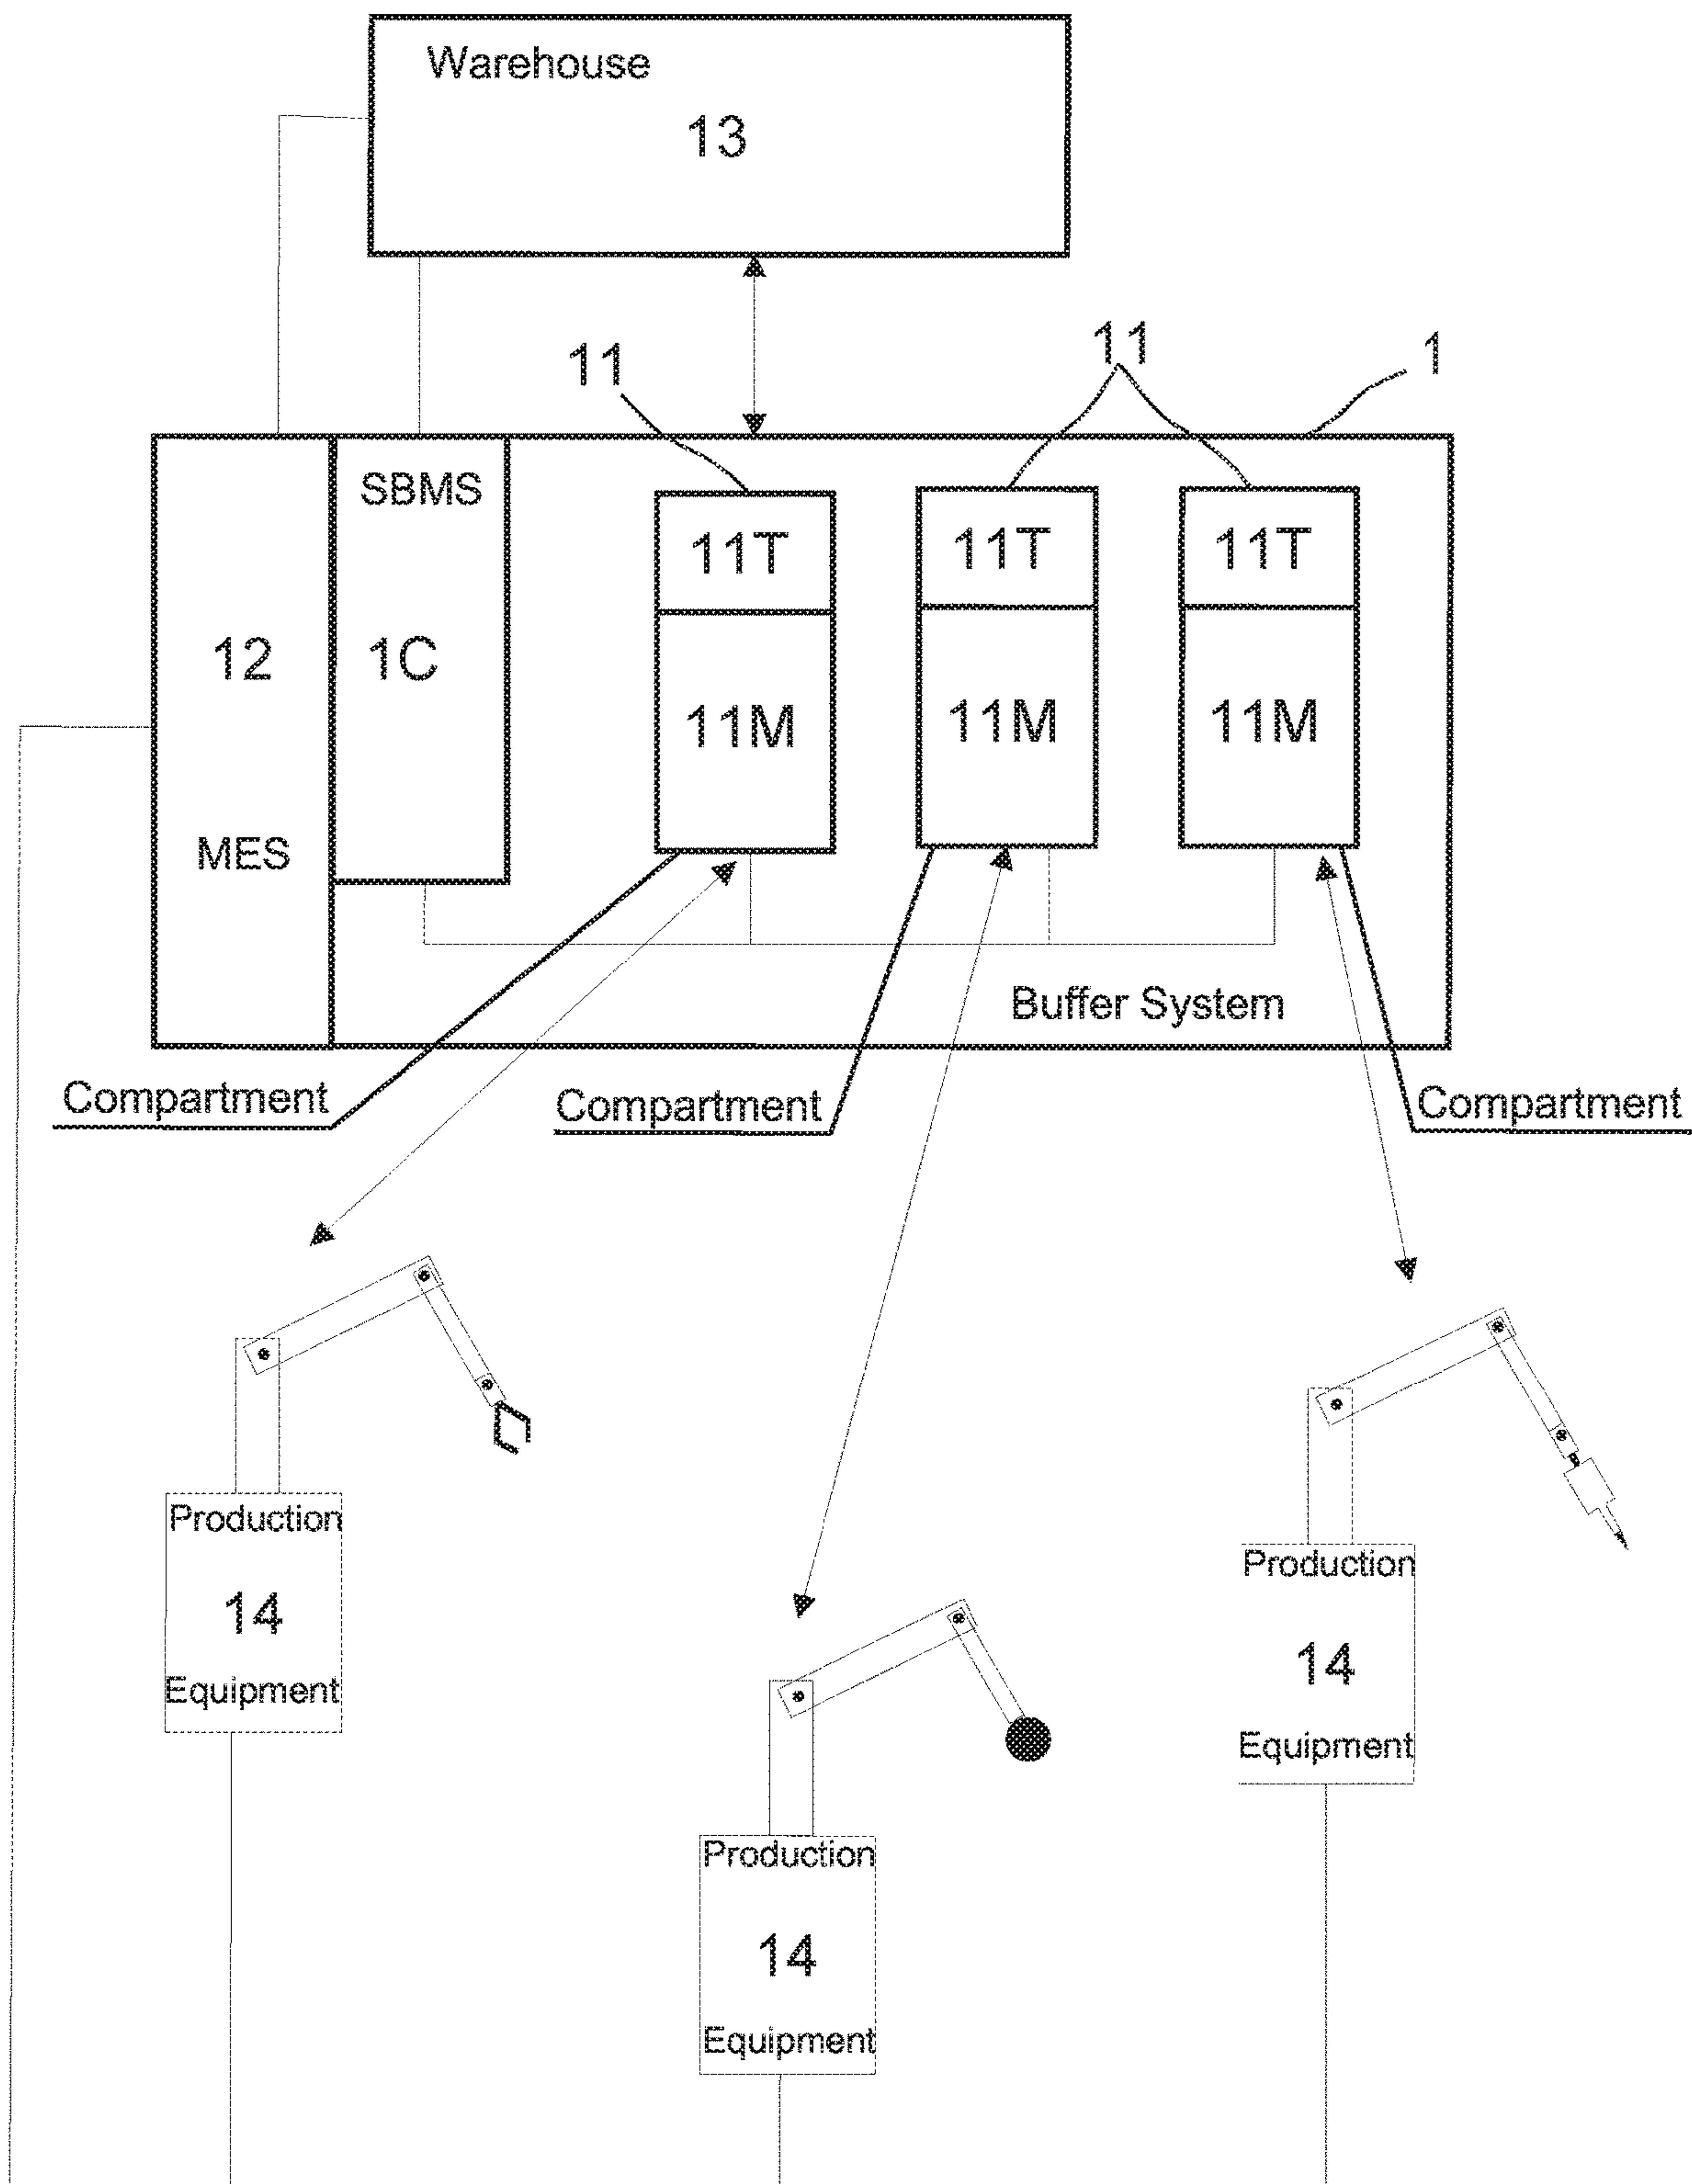 Warehouse
13
11
11
1
SBMS
11T
11T
11T
12
1C
11M
11M
11M
MES
Buffer System
Compartment
Compartment
Compartment
Production
14
Equipment
Production
14
Equipment
Production
14
Equipment